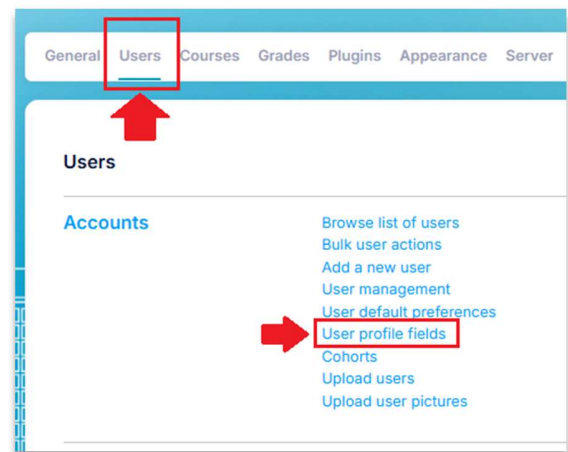 General Users Courses Grades Plugins Appearance Server
Users
Accounts
Browse list of users
Bulk user actions
Add a new user
User management
User default preferences
User profile fields
Cohorts
Upload users
Upload user pictures